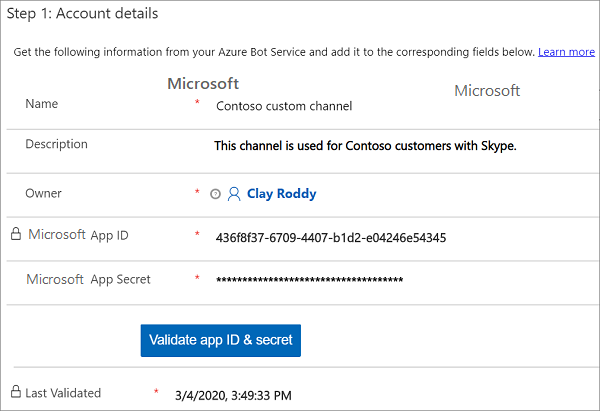 Step 1: Account details
Get the following information from your Azure Bot Service and add it to the corresponding fields below. Learn more
Microsoft
Microsoft
Name * Contoso custom channel
Description This channel is used for Contoso customers with Skype.
Owner * Clay Roddy
Microsoft App ID * 436f8f37-6709-4407-b1d2-e04246e54345
Microsoft App Secret * ************************************
Validate app ID & secret
Last Validated * 3/4/2020, 3:49:33 PM